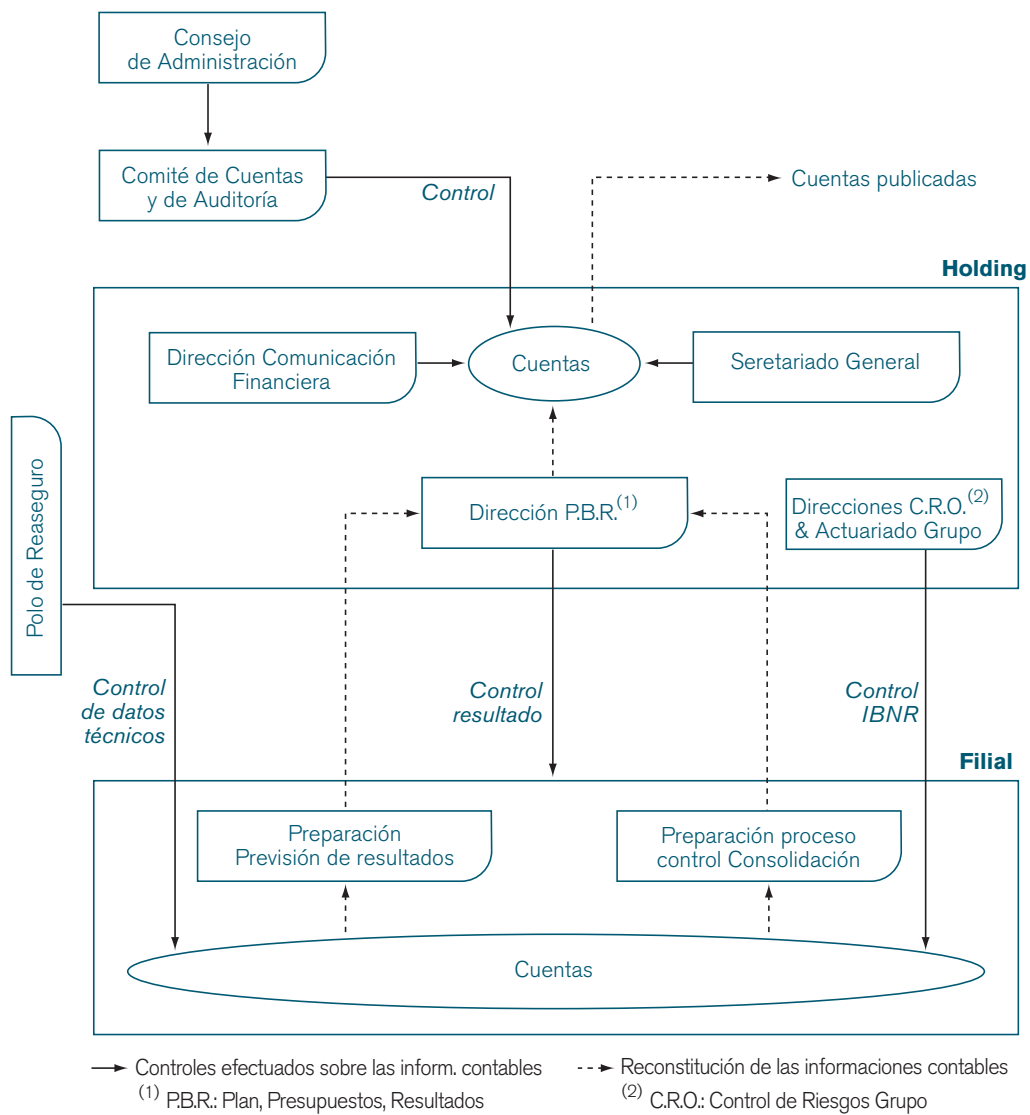 Consejo
de Administración
Comité de Cuentas
y de Auditoría
Control
Cuentas publicadas
Holding
Dirección Comunicación
Financiera
Cuentas
Seretariado General
Polo de Reaseguro
Dirección P.B.R.(1)
Direcciones C.R.O.(2)
& Actuariado Grupo
Control
de datos
técnicos
Control
resultado
Control
IBNR
Filial
Preparación
Previsión de resultados
Preparación proceso
control Consolidación
Cuentas
Controles efectuados sobre las inform. contables
Reconstitución de las informaciones contables
(1) P.B.R.: Plan, Presupuestos, Resultados
(2) C.R.O.: Control de Riesgos Grupo